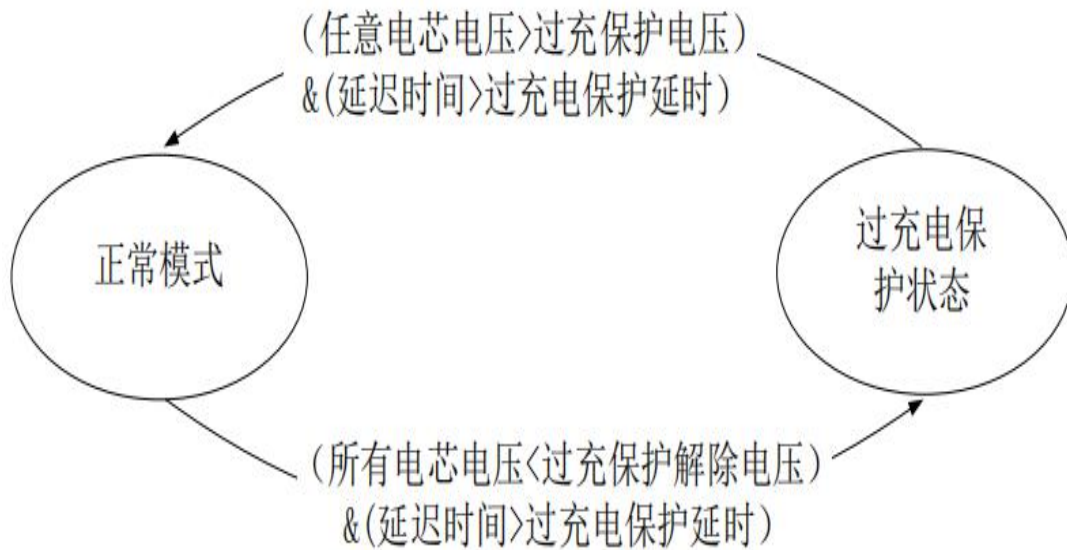 (任意电芯电压>过充保护电压)
&(延迟时间>过充电保护延时)
正常模式
过充电保
护状态
(所有电芯电压<过充保护解除电压)
&(延迟时间>过充电保护延时)